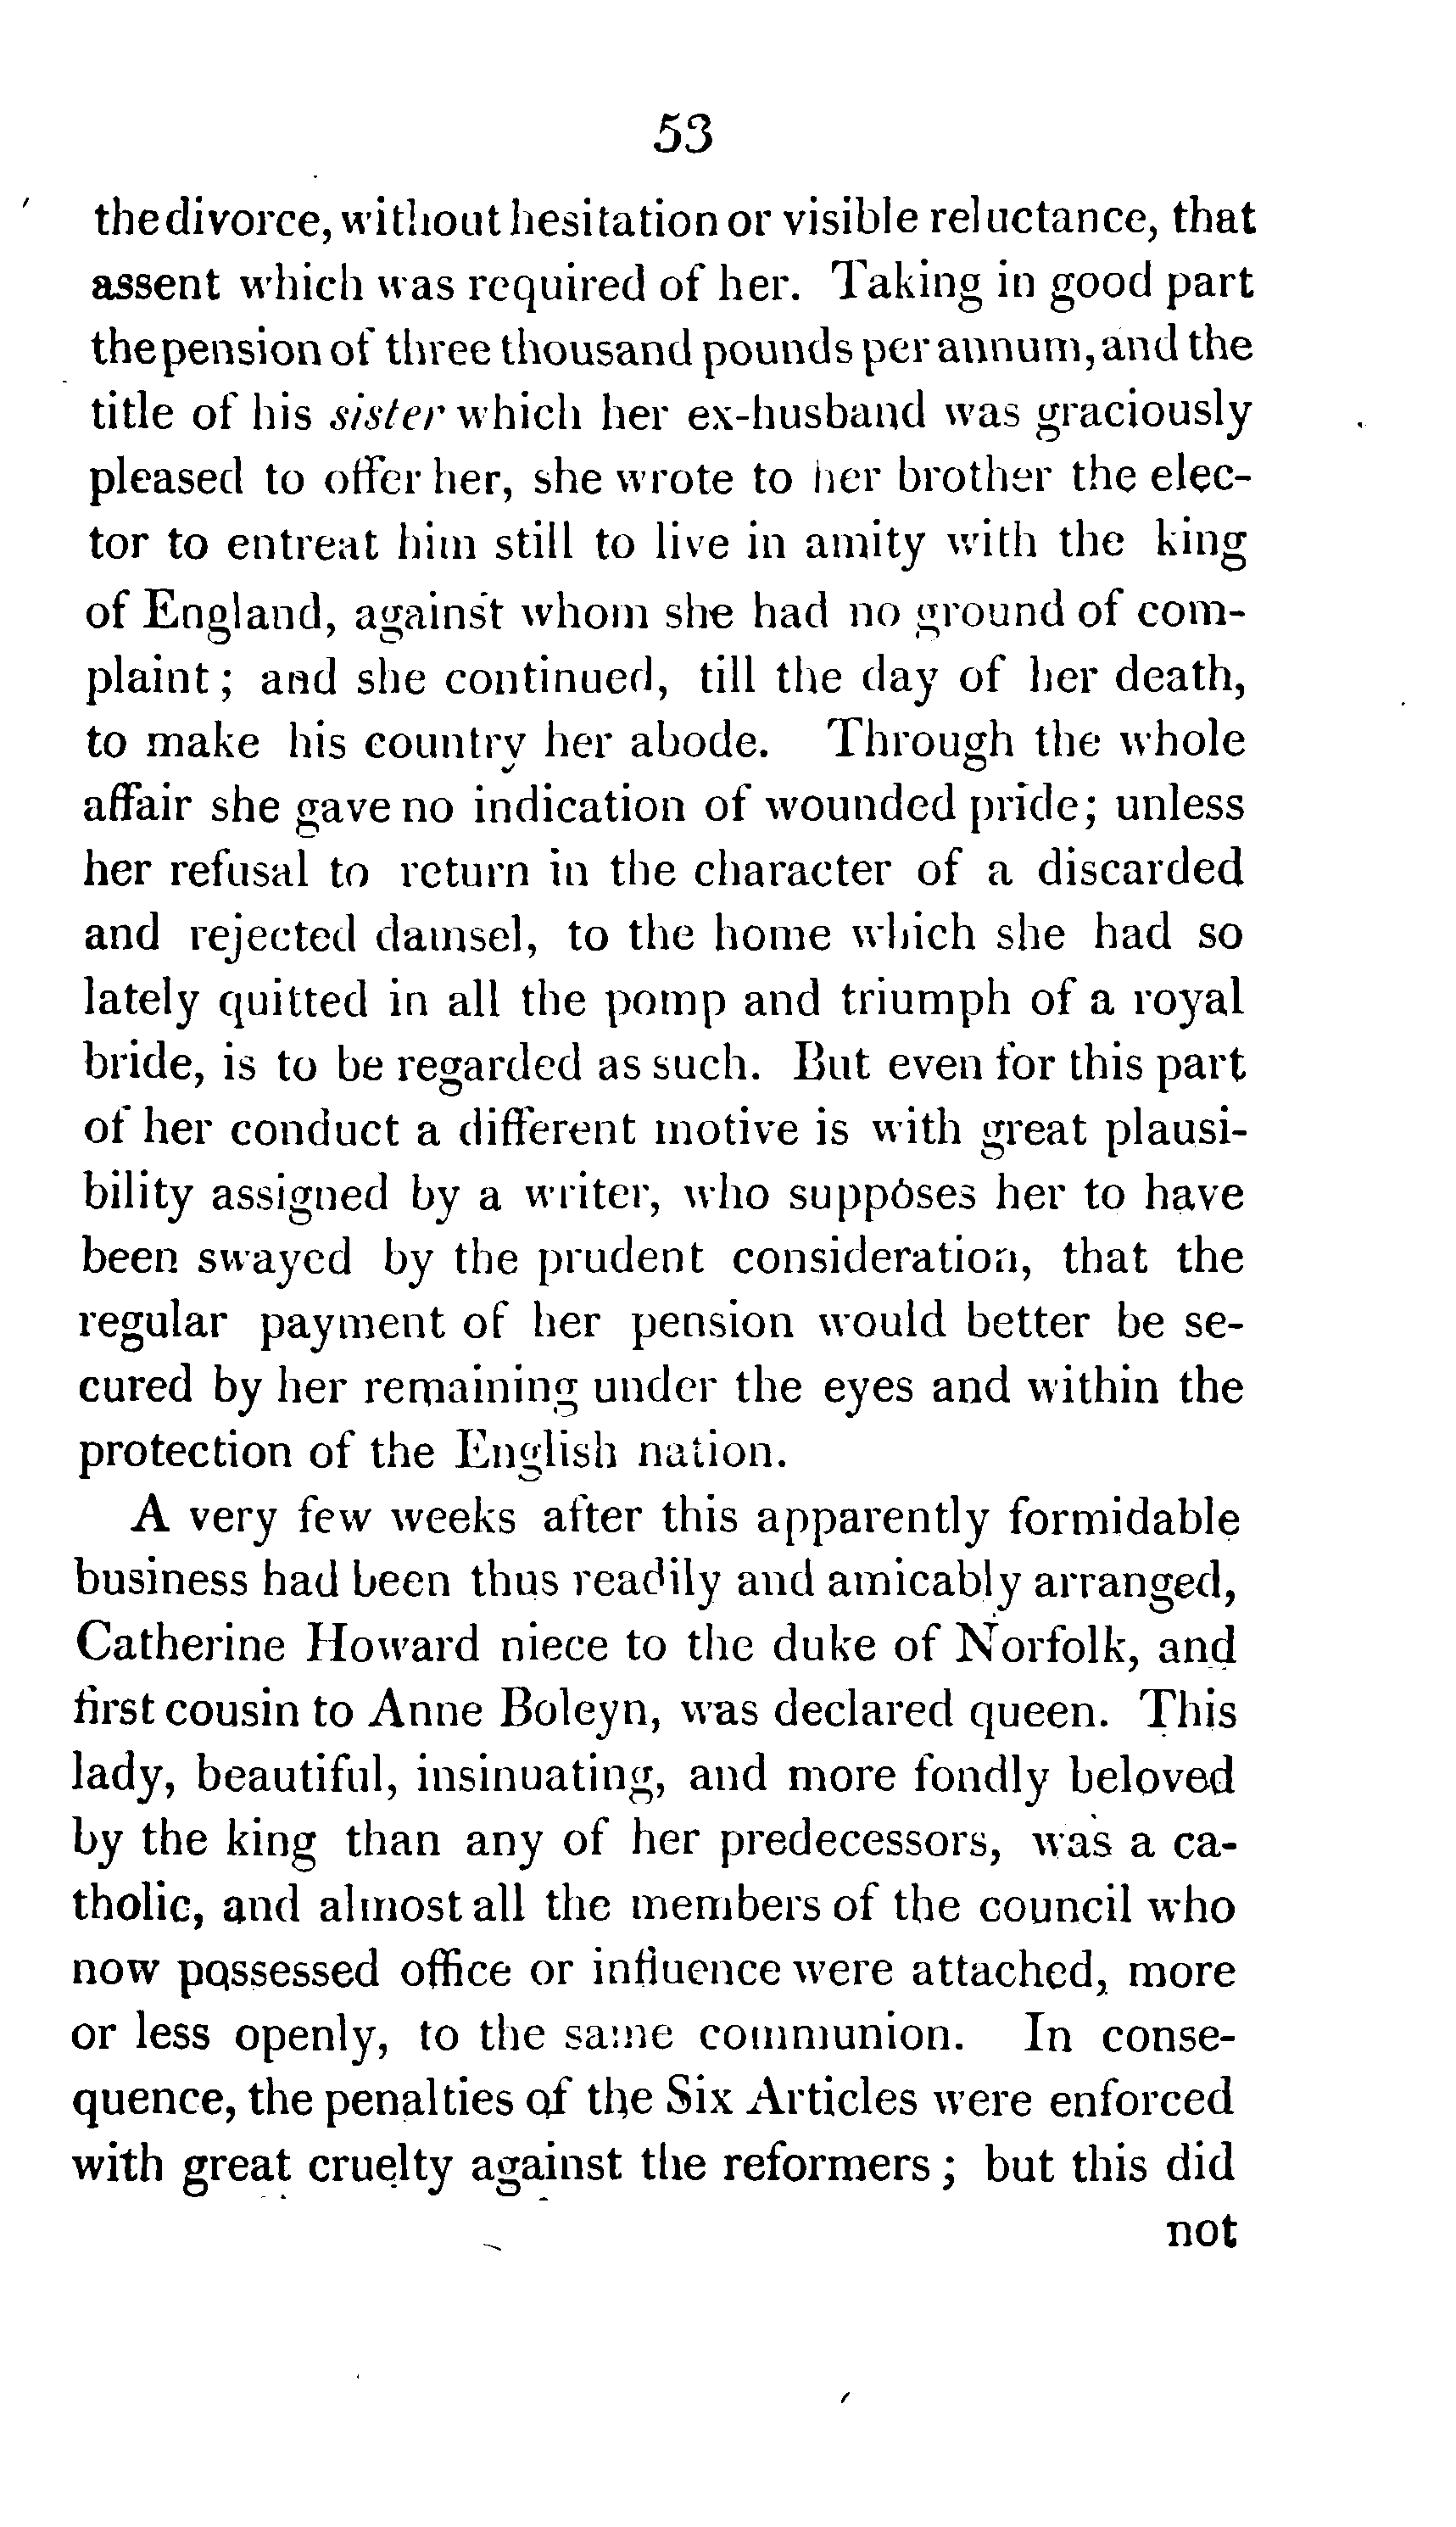 53
the divorce, without hesitation or visible reluctance, that
assent which was required of her. Taking in good part
the pension of three thousand pounds per annum, and the
title of his sister which her ex-husband was graciously
pleased to offer her, she wrote to her brother the elec-
tor to entreat him still to live in amity with the king
of England, against whom she had no ground of com-
plaint; and she continued, till the day of her death,
to make his country her abode. Through the whole
affair she gave no indication of wounded pride; unless
her refusal to return in the character of a discarded
and rejected damsel, to the home which she had so
lately quitted in all the pomp and triumph of a royal
bride, is to be regarded as such. But even for this part
of her conduct a different motive is with great plausi-
bility assigned by a writer, who supposes her to have
been swayed by the prudent consideration, that the
regular payment of her pension would better be se-
cured by her remaining under the eyes and within the
protection of the English nation.
A very few weeks after this apparently formidable
business had been thus readily and amicably arranged,
Catherine Howard niece to the duke of Norfolk, and
first cousin to Anne Boleyn, was declared queen. This
lady, beautiful, insinuating, and more fondly beloved
by the king than any of her predecessors, was a ca-
tholic, and almost all the members of the council who
now possessed office or influence were attached, more
or less openly, to the same communion. In conse-
quence, the penalties of the Six Articles were enforced
with great cruelty against the reformers; but this did
not